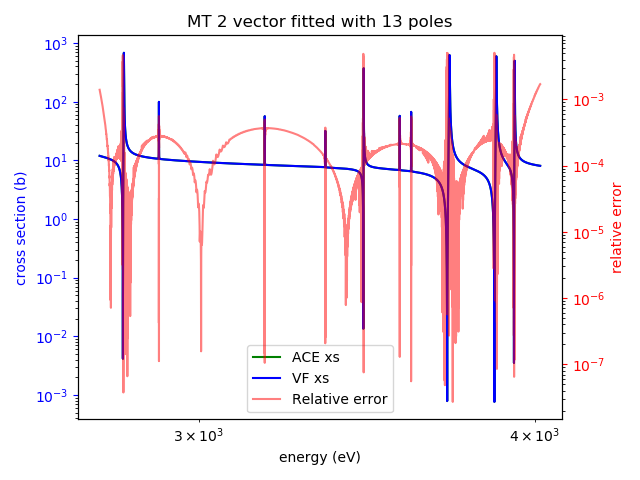 MT 2 vector fitted with 13 poles
10³
10²
10¹
10⁰
10⁻¹
10⁻²
10⁻³
cross section (b)
10⁻³
10⁻⁴
10⁻⁵
10⁻⁶
10⁻⁷
relative error
ACE xs
VF xs
Relative error
3 × 10³
4 × 10³
energy (eV)